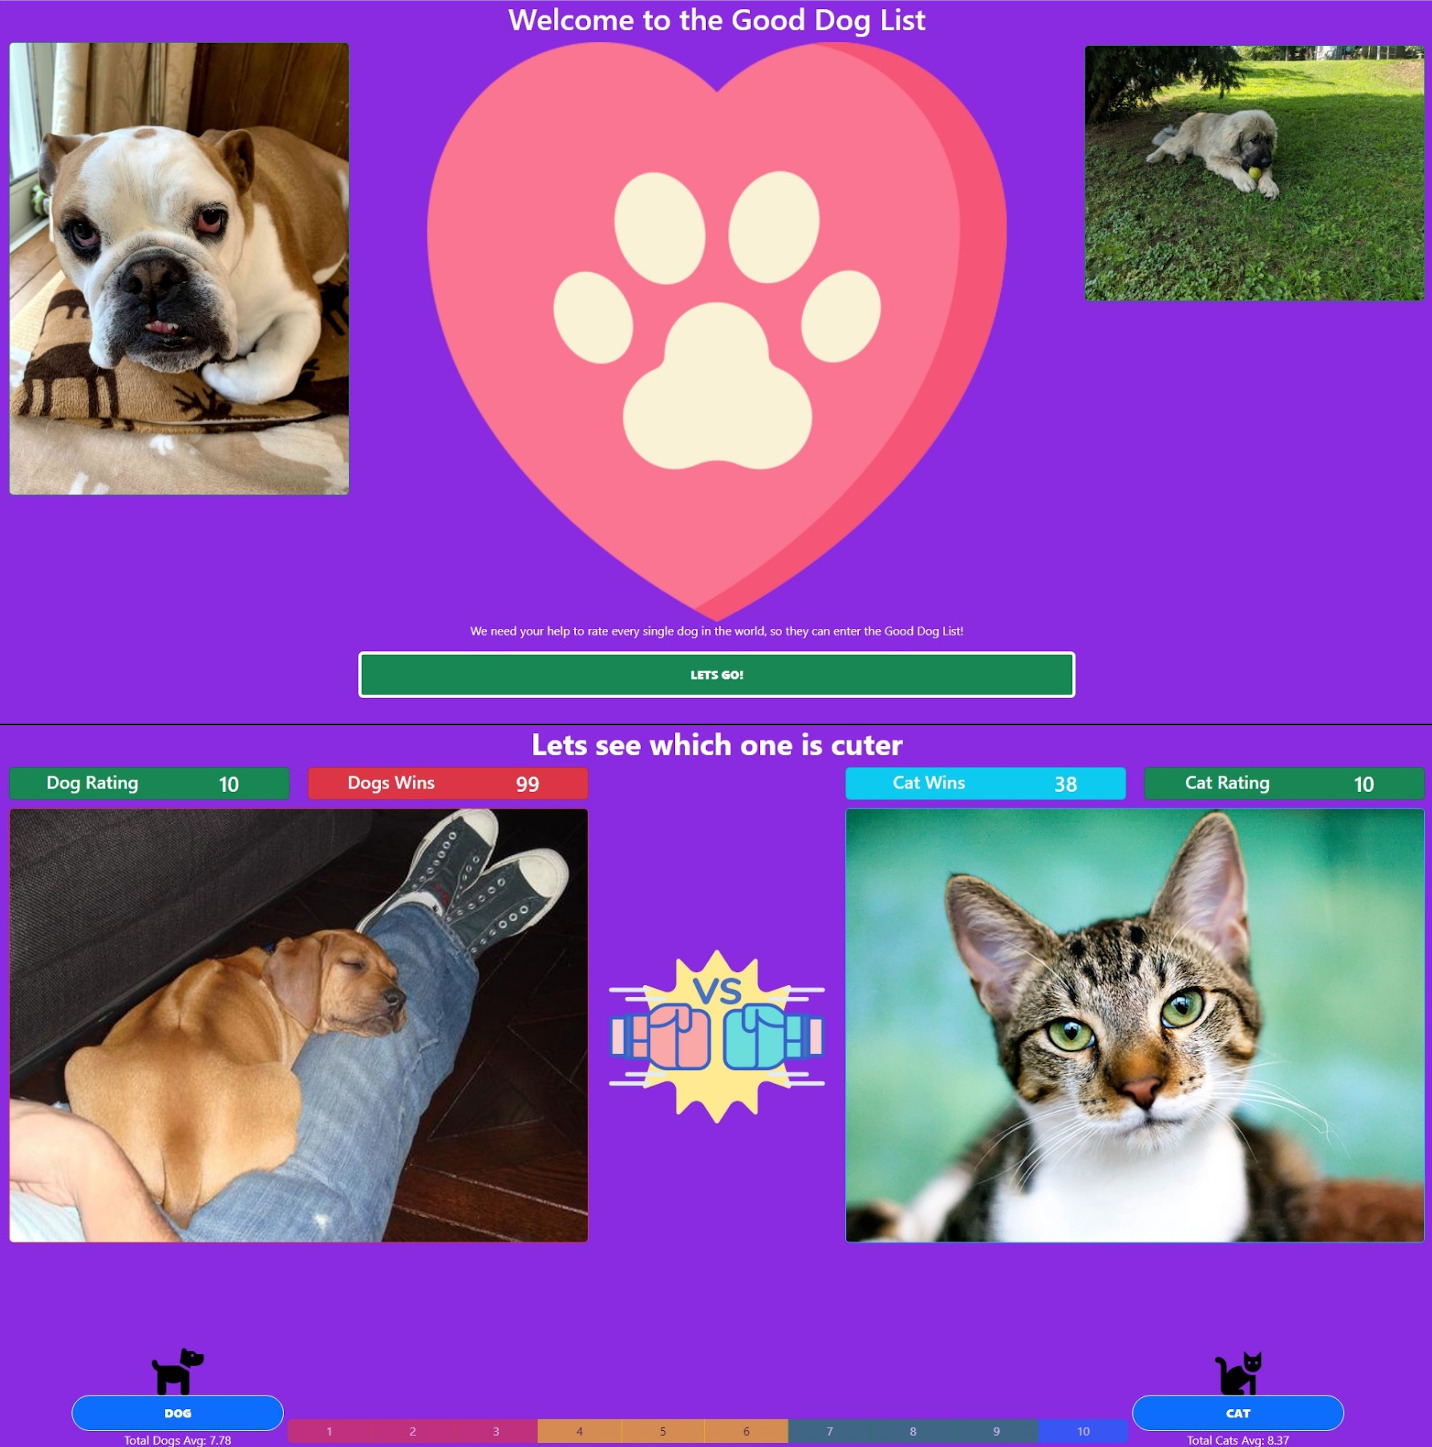 Welcome to the Good Dog List
We need your help to rate every single dog in the world, so they can enter the Good Dog List!
LETS GO!
Lets see which one is cuter
Dog Rating 10 Dogs Wins 99 Cat Wins 38 Cat Rating 10
VS
DOG 1 2 3 4 5 6 7 8 9 10 CAT
Total Dogs Avg: 7.78 Total Cats Avg: 8.37